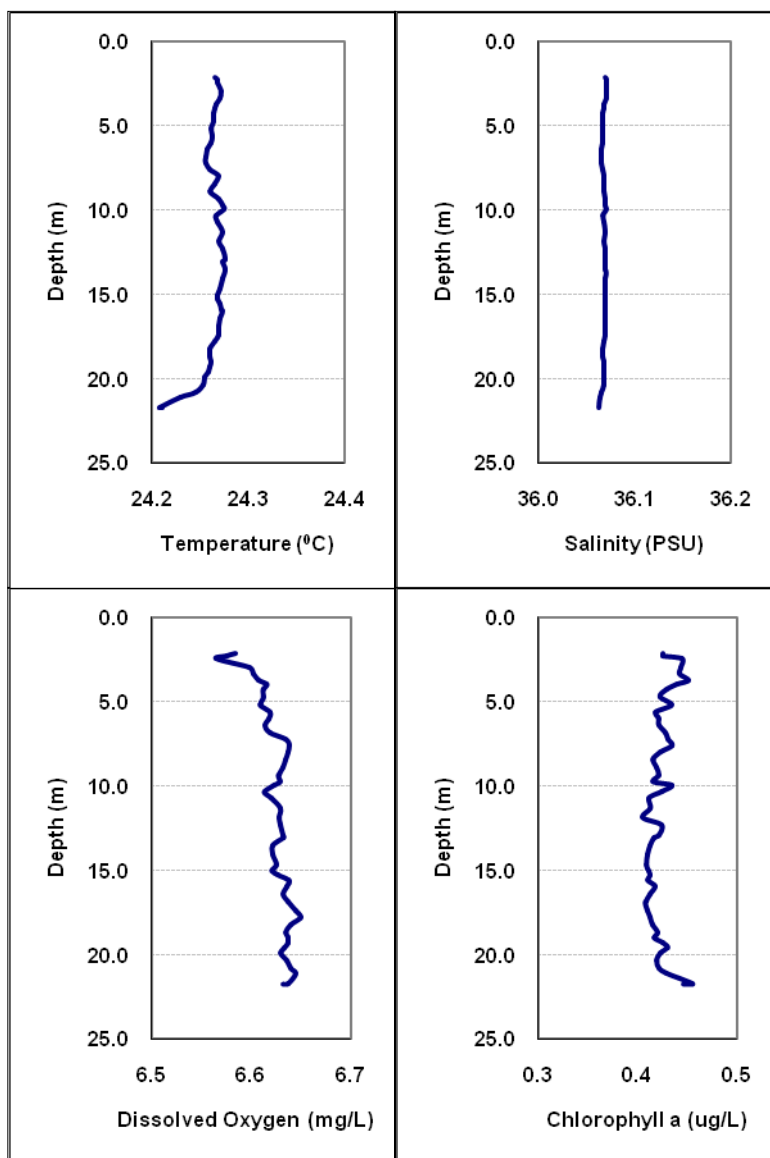 0.0
5.0
10.0
15.0
20.0
25.0
Depth (m)
24.2 24.3 24.4
Temperature (⁰C)
0.0
5.0
10.0
15.0
20.0
25.0
Depth (m)
36.0 36.1 36.2
Salinity (PSU)
0.0
5.0
10.0
15.0
20.0
25.0
Depth (m)
6.5 6.6 6.7
Dissolved Oxygen (mg/L)
0.0
5.0
10.0
15.0
20.0
25.0
Depth (m)
0.3 0.4 0.5
Chlorophyll a (ug/L)